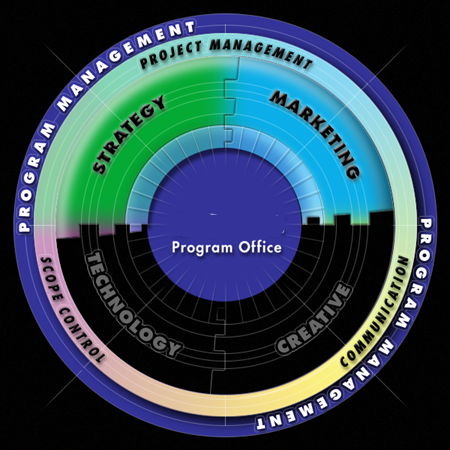 PROGRAM MANAGEMENT
PROJECT MANAGEMENT
STRATEGY
MARKETING
Program Office
TECHNOLOGY
CREATIVE
SCOPE CONTROL
COMMUNICATION
PROGRAM MANAGEMENT